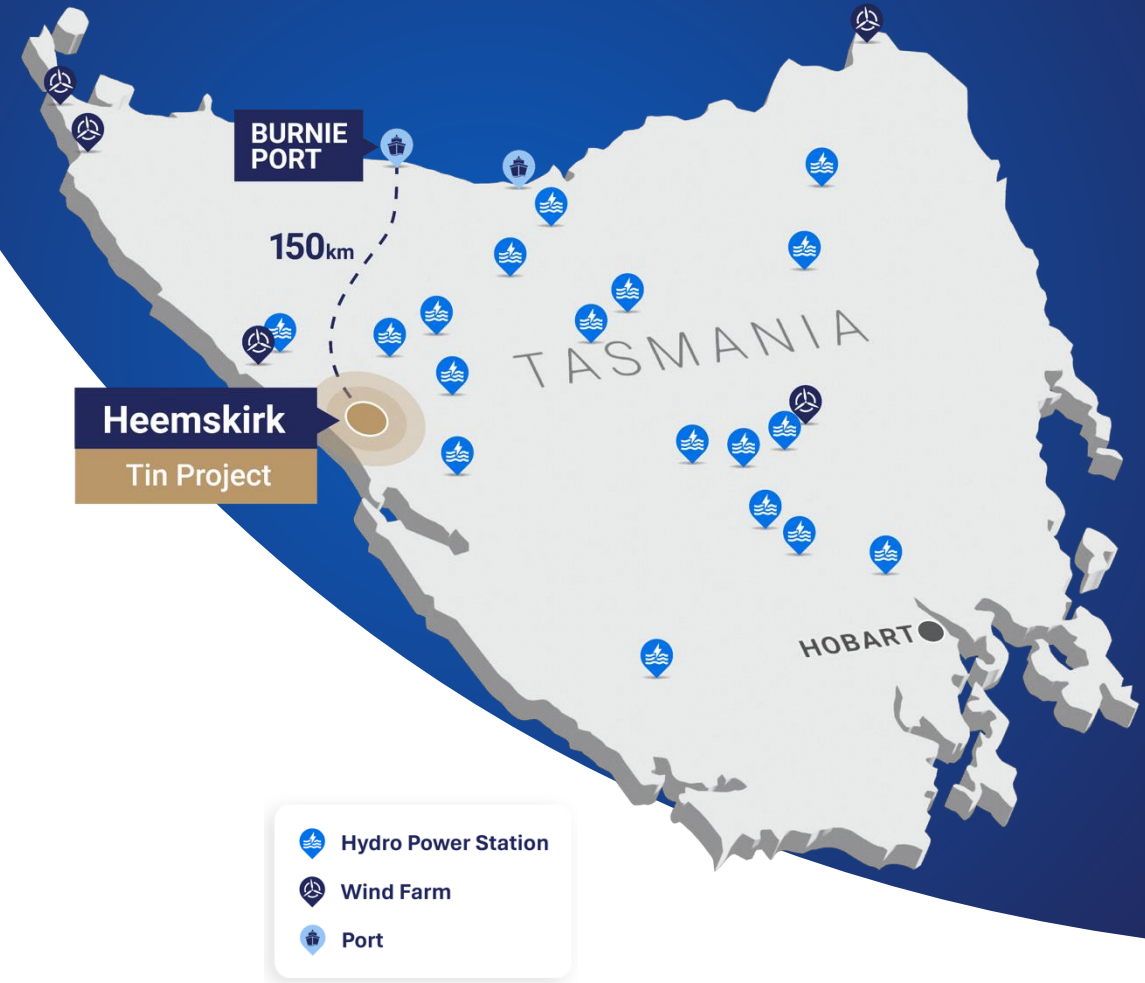 BURNIE
PORT
150km
TASMANIA
Heemskirk
Tin Project
HOBART
Hydro Power Station
Wind Farm
Port